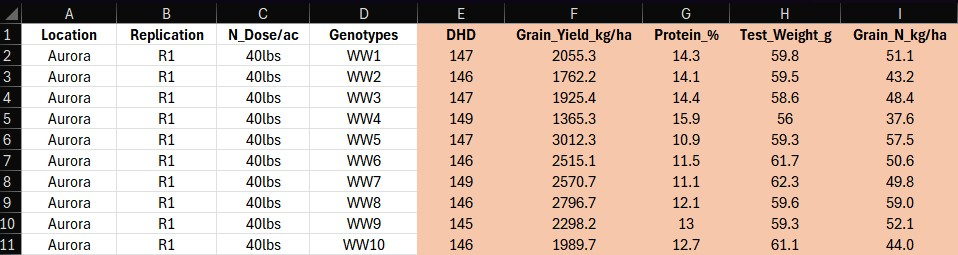 A B C D E F G H I
1 Location Replication N_Dose/ac Genotypes DHD Grain_Yield_kg/ha Protein_% Test_Weight_g Grain_N_kg/ha
2 Aurora R1 40lbs WW1 147 2055.3 14.3 59.8 51.1
3 Aurora R1 40lbs WW2 146 1762.2 14.1 59.5 43.2
4 Aurora R1 40lbs WW3 147 1925.4 14.4 58.6 48.4
5 Aurora R1 40lbs WW4 149 1365.3 15.9 56 37.6
6 Aurora R1 40lbs WW5 147 3012.3 10.9 59.3 57.5
7 Aurora R1 40lbs WW6 146 2515.1 11.5 61.7 50.6
8 Aurora R1 40lbs WW7 149 2570.7 11.1 62.3 49.8
9 Aurora R1 40lbs WW8 146 2796.7 12.1 59.6 59.0
10 Aurora R1 40lbs WW9 145 2298.2 13 59.3 52.1
11 Aurora R1 40lbs WW10 146 1989.7 12.7 61.1 44.0